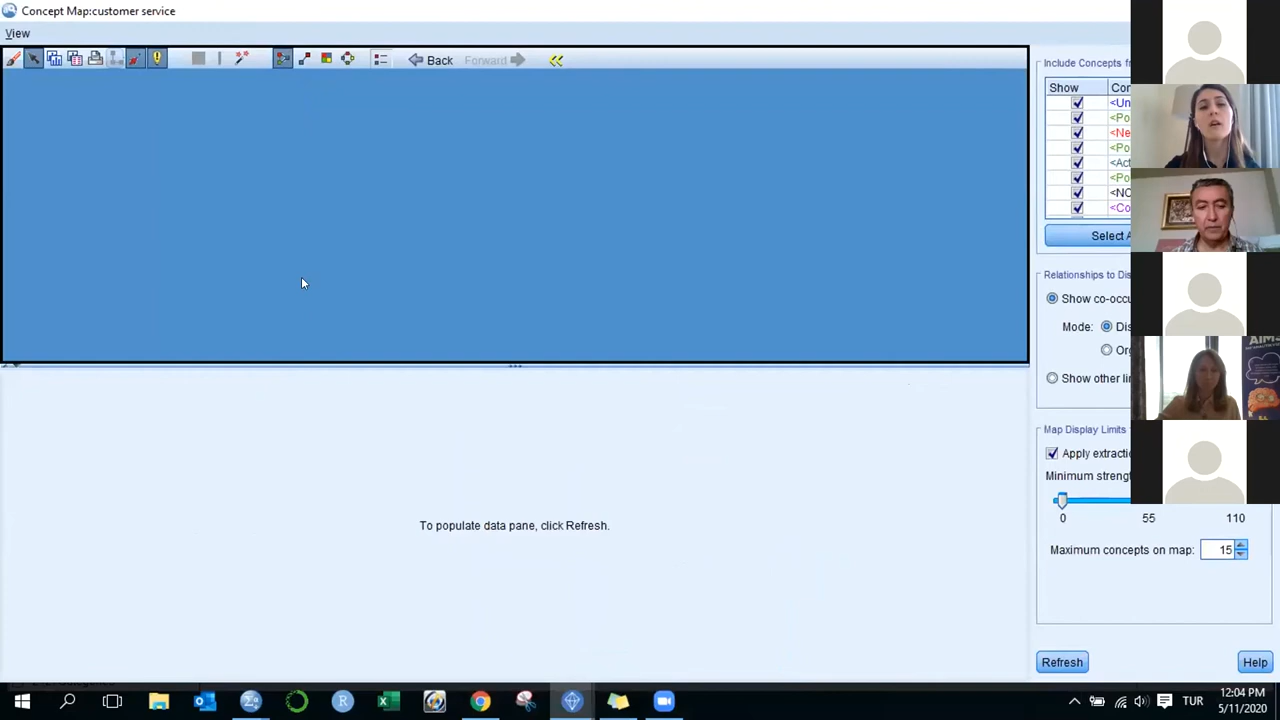 Concept Map:customer service
View
Back Forward
Include Concepts f
Show Con
<Un
<Po
<Ne
<Po
<Act
<Po
<NO
<Co
Select A
Relationships to Dis
Show co-occu
Mode: Dis
Org
Show other lin
Map Display Limits
Apply extractio
Minimum strengt
0 55 110
Maximum concepts on map: 15
To populate data pane, click Refresh.
Refresh Help
AIMS
TUR
12:04 PM
5/11/2020